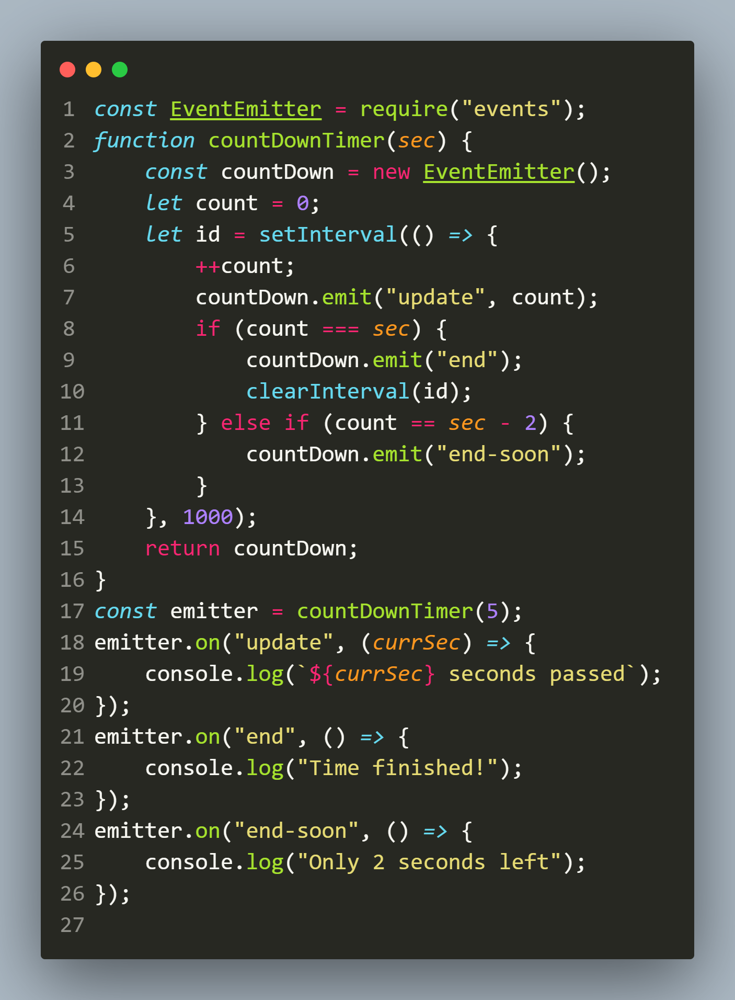 1 const EventEmitter = require("events");
2 function countDownTimer(sec) {
3     const countDown = new EventEmitter();
4     let count = 0;
5     let id = setInterval(() => {
6         ++count;
7         countDown.emit("update", count);
8         if (count === sec) {
9             countDown.emit("end");
10             clearInterval(id);
11         } else if (count == sec - 2) {
12             countDown.emit("end-soon");
13         }
14     }, 1000);
15     return countDown;
16 }
17 const emitter = countDownTimer(5);
18 emitter.on("update", (currSec) => {
19     console.log(`${currSec} seconds passed`);
20 });
21 emitter.on("end", () => {
22     console.log("Time finished!");
23 });
24 emitter.on("end-soon", () => {
25     console.log("Only 2 seconds left");
26 });
27